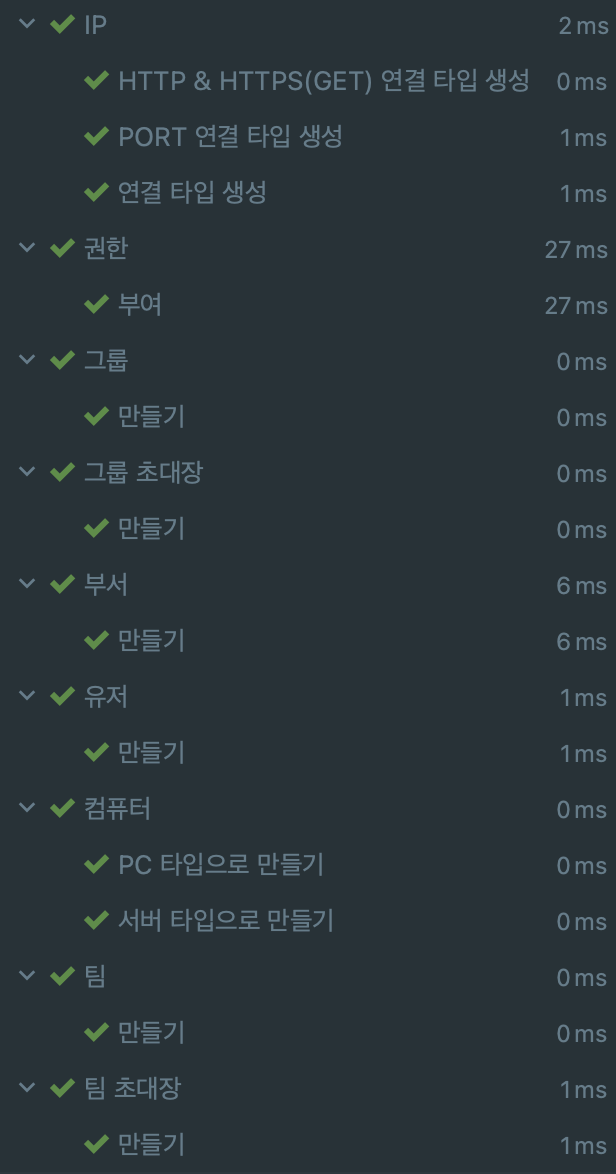 IP 2 ms
HTTP & HTTPS(GET) 연결 타입 생성 0 ms
PORT 연결 타입 생성 1 ms
연결 타입 생성 1 ms
권한 27 ms
부여 27 ms
그룹 0 ms
만들기 0 ms
그룹 초대장 0 ms
만들기 0 ms
부서 6 ms
만들기 6 ms
유저 1 ms
만들기 1 ms
컴퓨터 0 ms
PC 타입으로 만들기 0 ms
서버 타입으로 만들기 0 ms
팀 0 ms
만들기 0 ms
팀 초대장 1 ms
만들기 1 ms